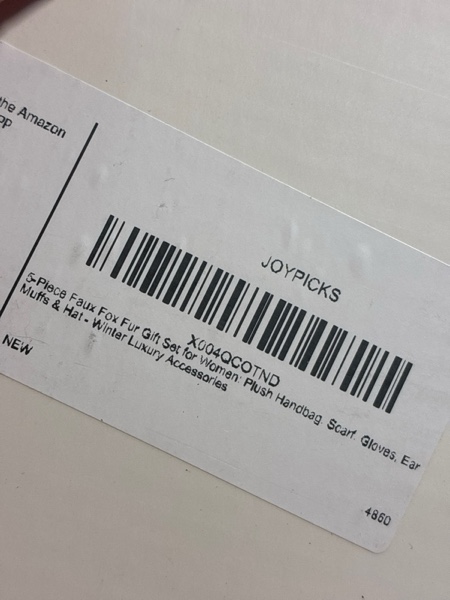 the Amazon
pp
JOYPICKS
X004QCOTND
5-Piece Faux Fox Fur Gift Set for Women: Plush Handbag, Scarf, Gloves, Ear
Muffs & Hat - Winter Luxury Accessories
NEW
4860